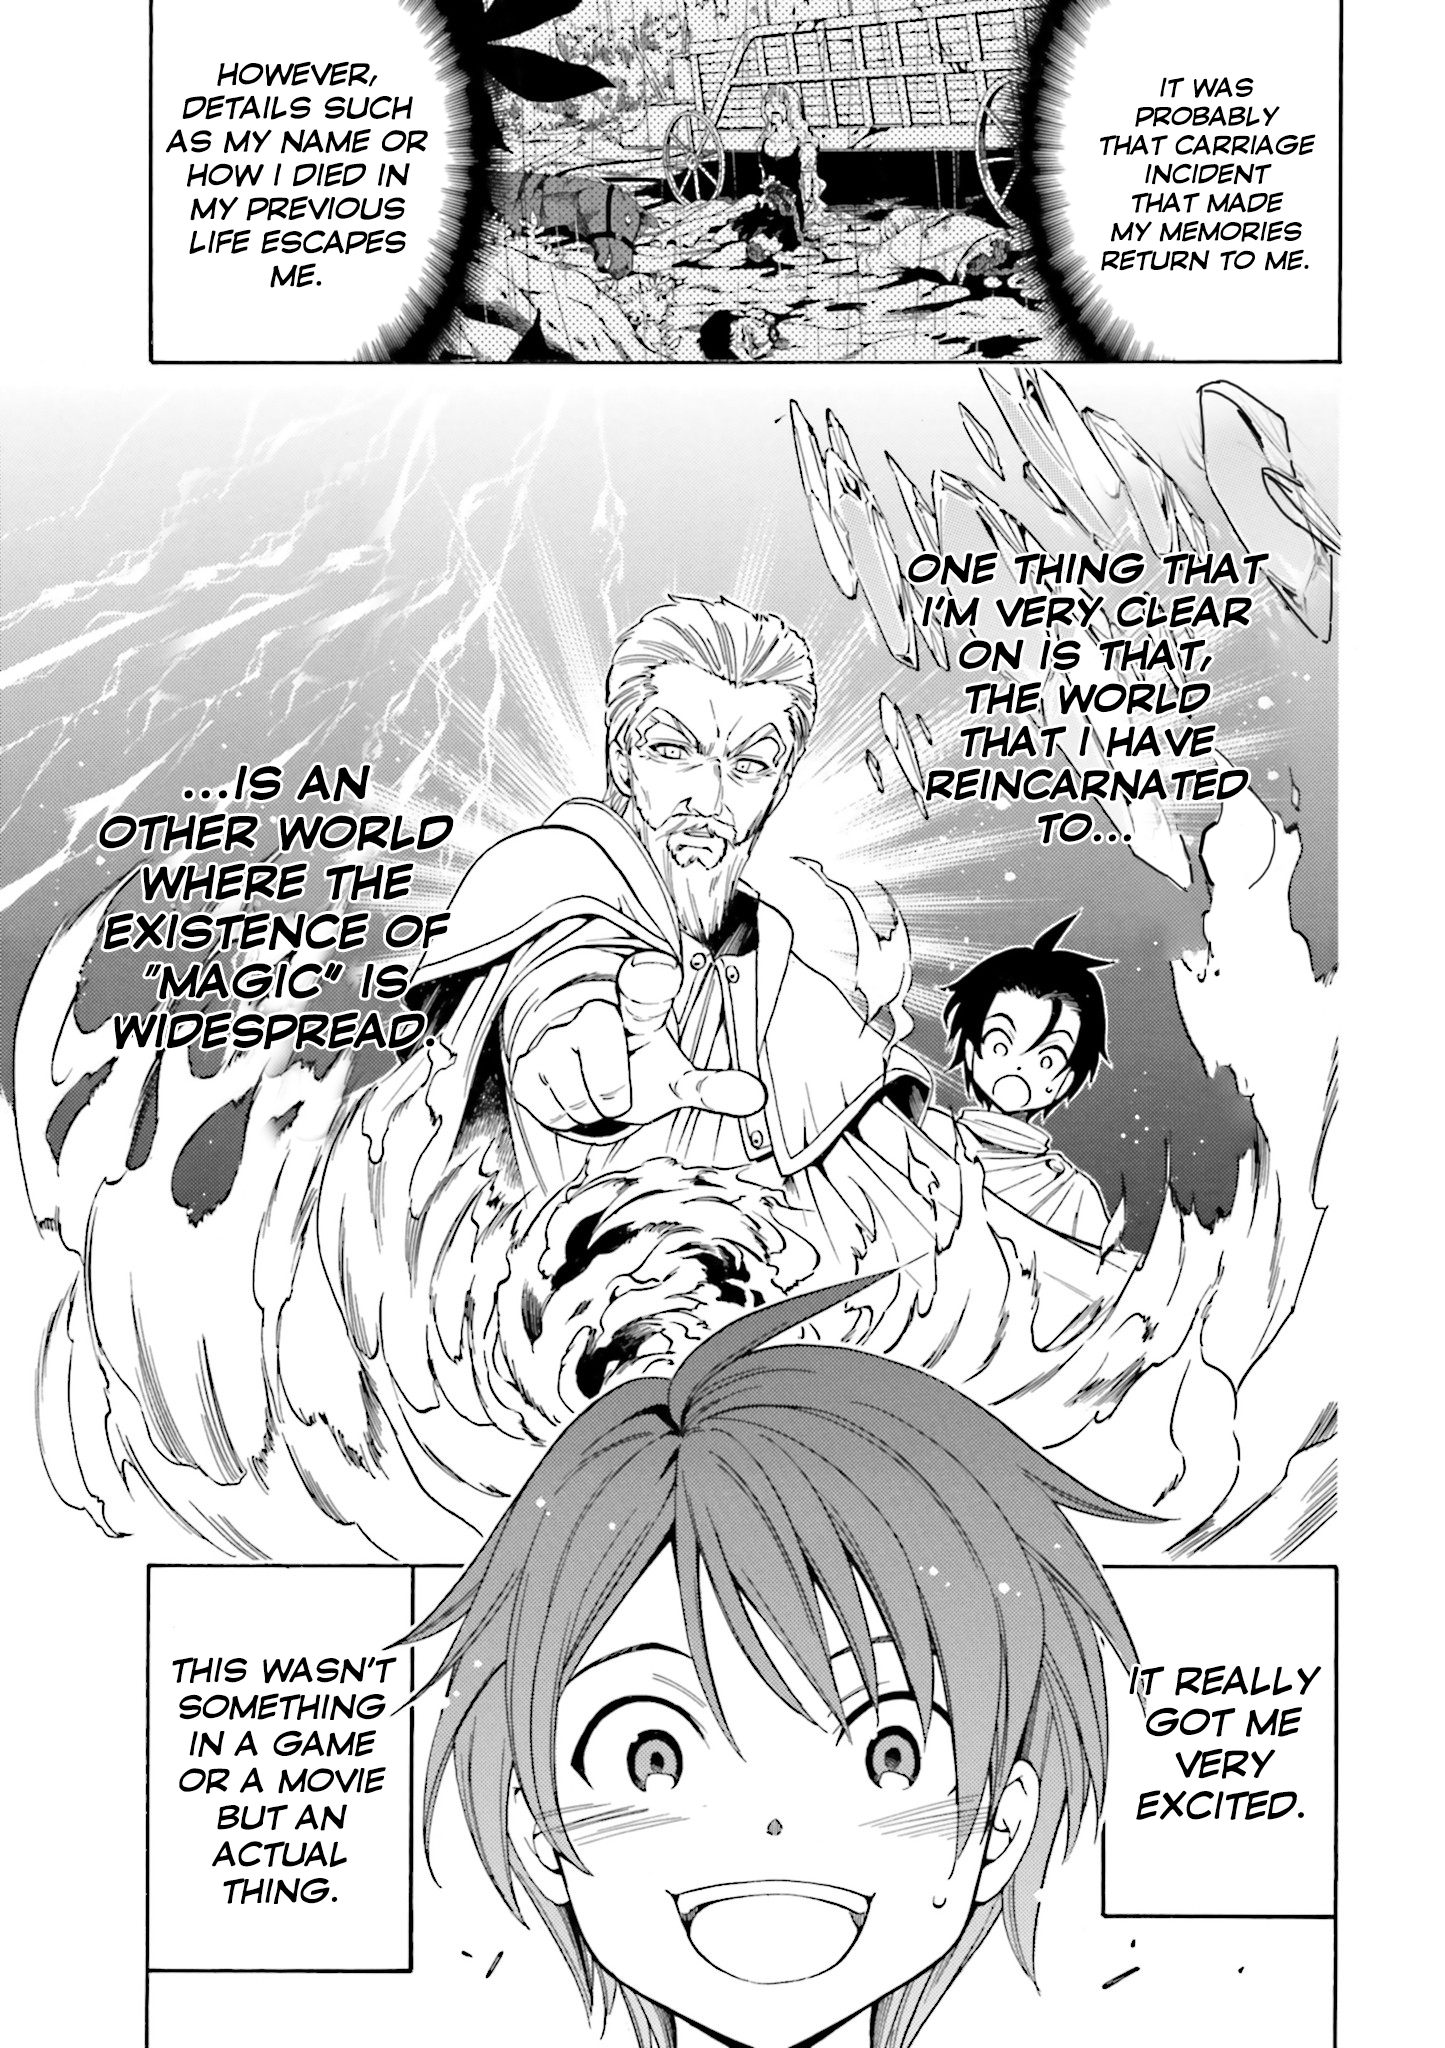 IT WAS
PROBABLY
THAT CARRIAGE
INCIDENT
THAT MADE
MY MEMORIES
RETURN TO ME.
HOWEVER,
DETAILS SUCH
AS MY NAME OR
HOW I DIED IN
MY PREVIOUS
LIFE ESCAPES
ME.
ONE THING THAT
I'M VERY CLEAR
ON IS THAT,
THE WORLD
THAT I HAVE
REINCARNATED
TO...
...IS AN
OTHER WORLD
WHERE THE
EXISTENCE OF
"MAGIC" IS
WIDESPREAD.
IT REALLY
GOT ME
VERY
EXCITED.
THIS WASN'T
SOMETHING
IN A GAME
OR A MOVIE
BUT AN
ACTUAL
THING.